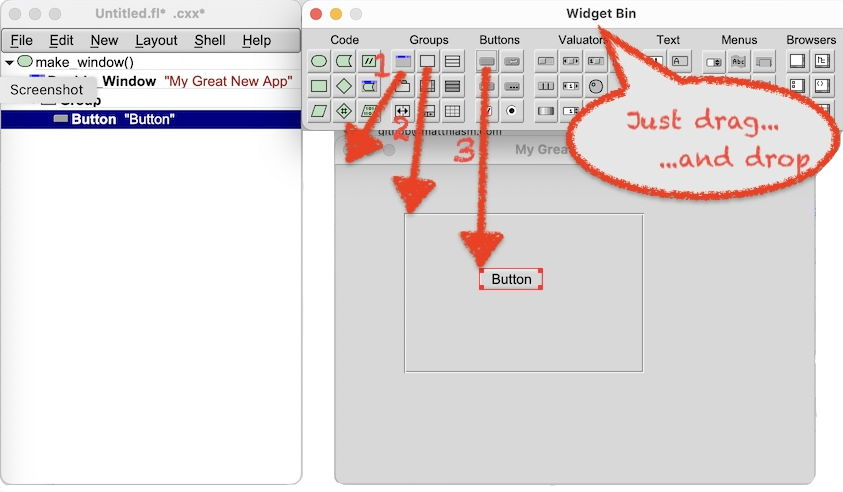 Untitled.fl* .cxx*
File Edit New Layout Shell Help
make_window()
Window "My Great New App"
Screenshot
Group
Button "Button"
Widget Bin
Code Groups Buttons Valuators Text Menus Browsers
1
2
3
Just drag...
...and drop
github@matthiasm.com
My Grea
Button